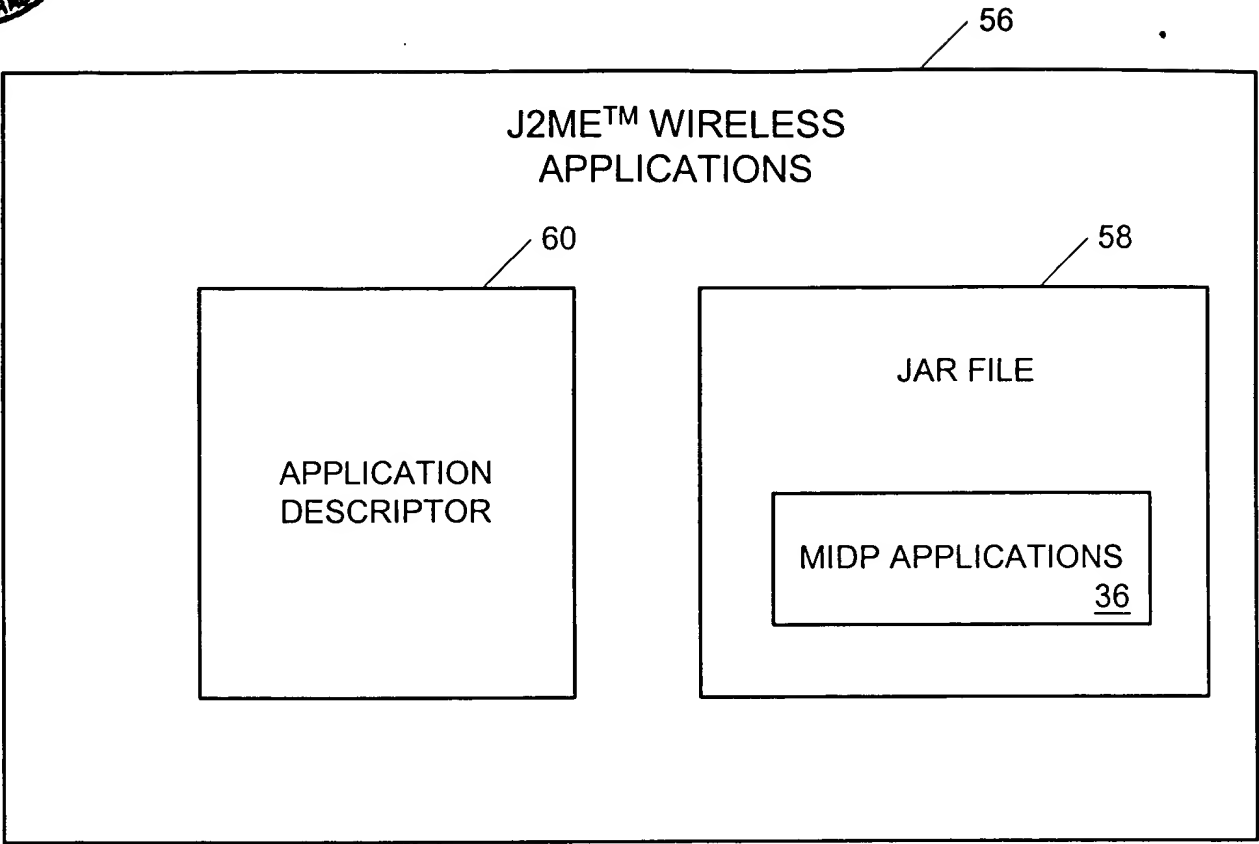 56
J2ME™ WIRELESS
APPLICATIONS
60
58
APPLICATION
DESCRIPTOR
JAR FILE
MIDP APPLICATIONS
36